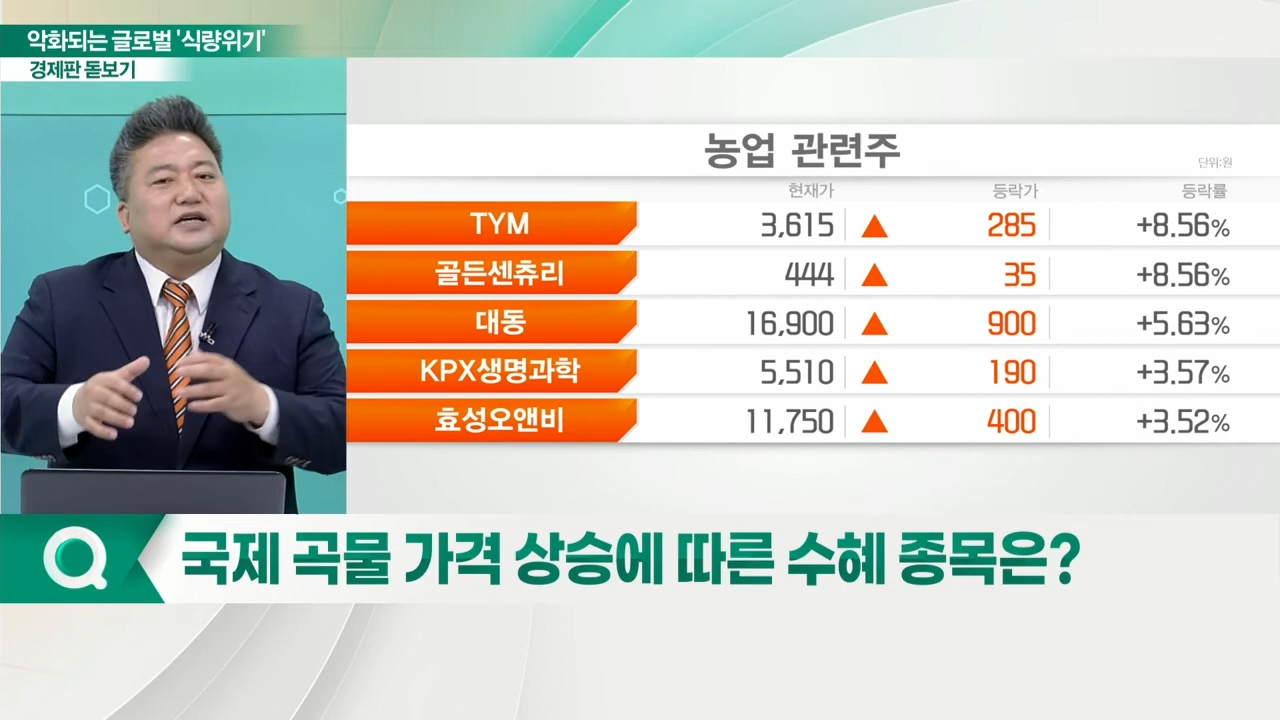 악화되는 글로벌 '식량위기'
경제판 돋보기
농업 관련주
단위:원
현재가 등락가 등락률
TYM 3,615 ▲ 285 +8.56%
골든센츄리 444 ▲ 35 +8.56%
대동 16,900 ▲ 900 +5.63%
KPX생명과학 5,510 ▲ 190 +3.57%
효성오앤비 11,750 ▲ 400 +3.52%
Q 국제 곡물 가격 상승에 따른 수혜 종목은?